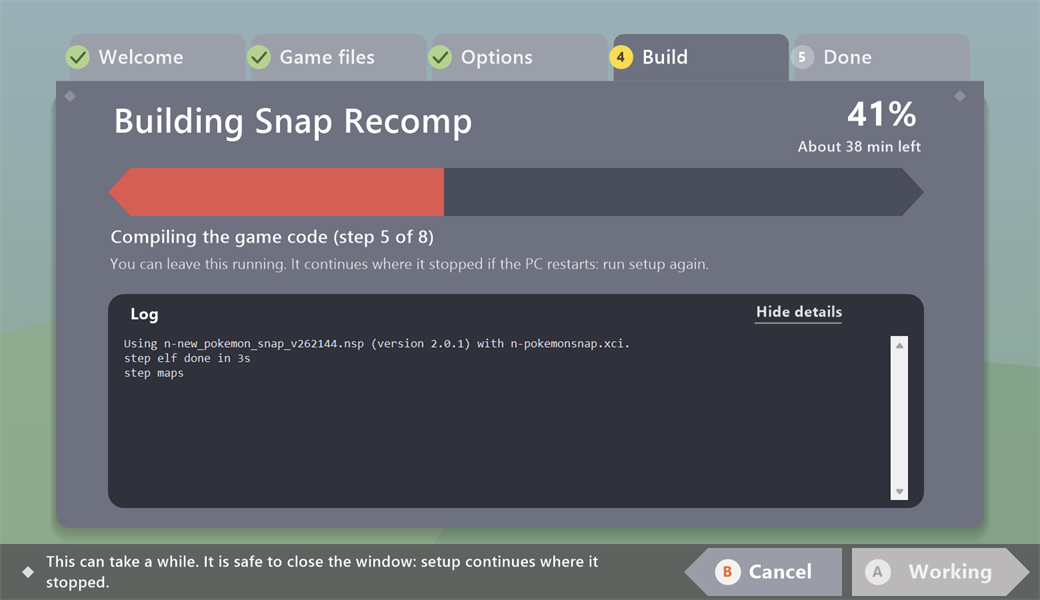 Welcome
Game files
Options
4 Build
5 Done
Building Snap Recomp
41%
About 38 min left
Compiling the game code (step 5 of 8)
You can leave this running. It continues where it stopped if the PC restarts: run setup again.
Log
Hide details
Using n-new_pokemon_snap_v262144.nsp (version 2.0.1) with n-pokemonsnap.xci.
step elf done in 3s
step maps
This can take a while. It is safe to close the window: setup continues where it
stopped.
B Cancel
A Working